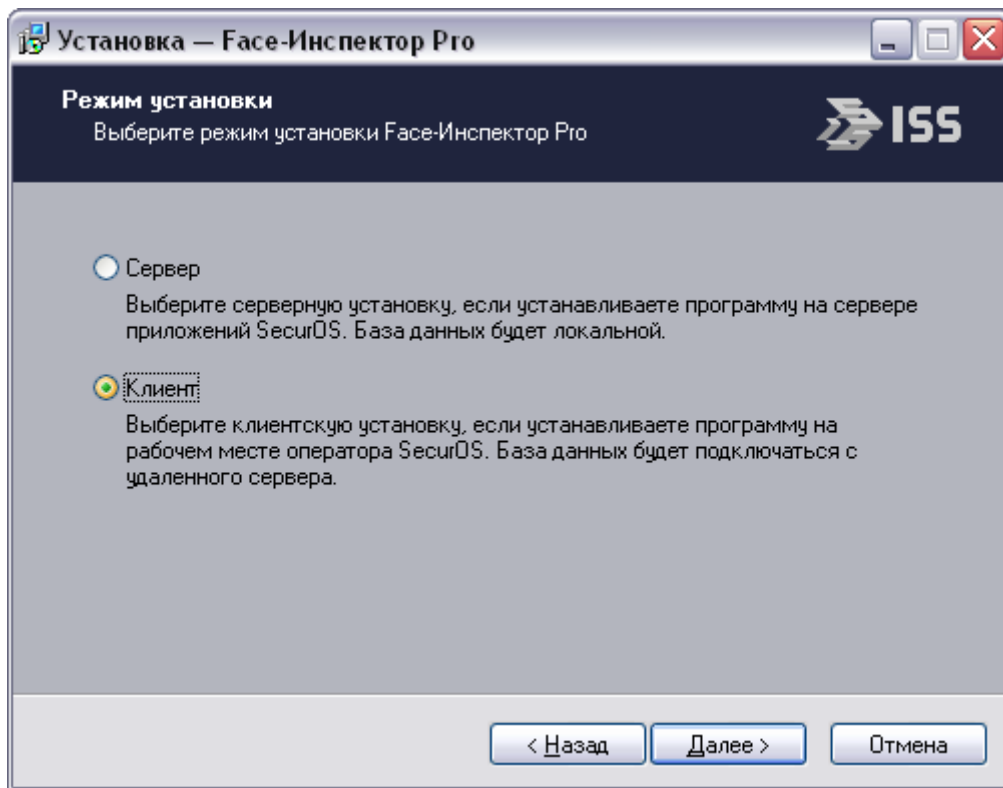 Установка — Face-Инспектор Pro
Режим установки
Выберите режим установки Face-Инспектор Pro
ISS
Сервер
Выберите серверную установку, если устанавливаете программу на сервере
приложений SecurOS. База данных будет локальной.
Клиент
Выберите клиентскую установку, если устанавливаете программу на
рабочем месте оператора SecurOS. База данных будет подключаться с
удаленного сервера.
< Назад
Далее >
Отмена